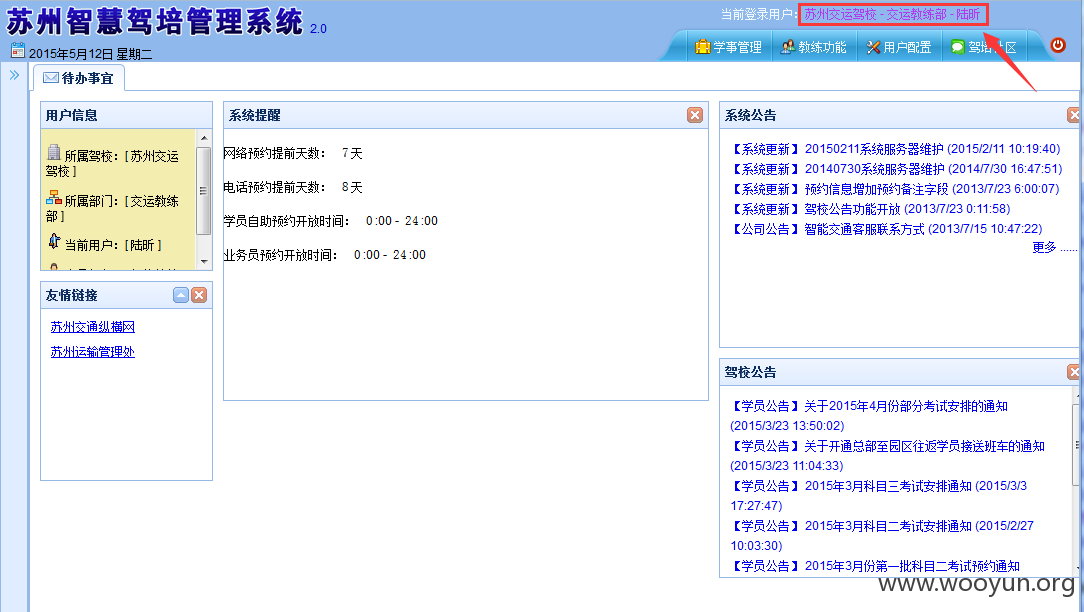 苏州智慧驾培管理系统 2.0
当前登录用户: 苏州交运驾校 - 交运教练部 - 陆昕
2015年5月12日 星期二
学事管理 教练功能 用户配置
待办事宜
用户信息
所属驾校: [ 苏州交运
驾校 ]
所属部门: [ 交运教练
部 ]
当前用户: [ 陆昕 ]
友情链接
苏州交通纵横网
苏州运输管理处
系统提醒
网络预约提前天数: 7天
电话预约提前天数: 8天
学员自助预约开放时间: 0:00 - 24:00
业务员预约开放时间: 0:00 - 24:00
系统公告
【系统更新】20150211系统服务器维护 (2015/2/11 10:19:40)
【系统更新】20140730系统服务器维护 (2014/7/30 16:47:51)
【系统更新】预约信息增加预约备注字段 (2013/7/23 6:00:07)
【系统更新】驾校公告功能开放 (2013/7/23 0:11:58)
【公司公告】智能交通客服联系方式 (2013/7/15 10:47:22)
更多 ......
驾校公告
【学员公告】关于2015年4月份部分考试安排的通知
(2015/3/23 13:50:02)
【学员公告】关于开通总部至园区往返学员接送班车的通知
(2015/3/23 11:04:33)
【学员公告】2015年3月科目三考试安排通知 (2015/3/3
17:27:47)
【学员公告】2015年3月科目二考试安排通知 (2015/2/27
10:03:30)
【学员公告】2015年3月份第一批科目二考试预约通知
www.wooyun.org